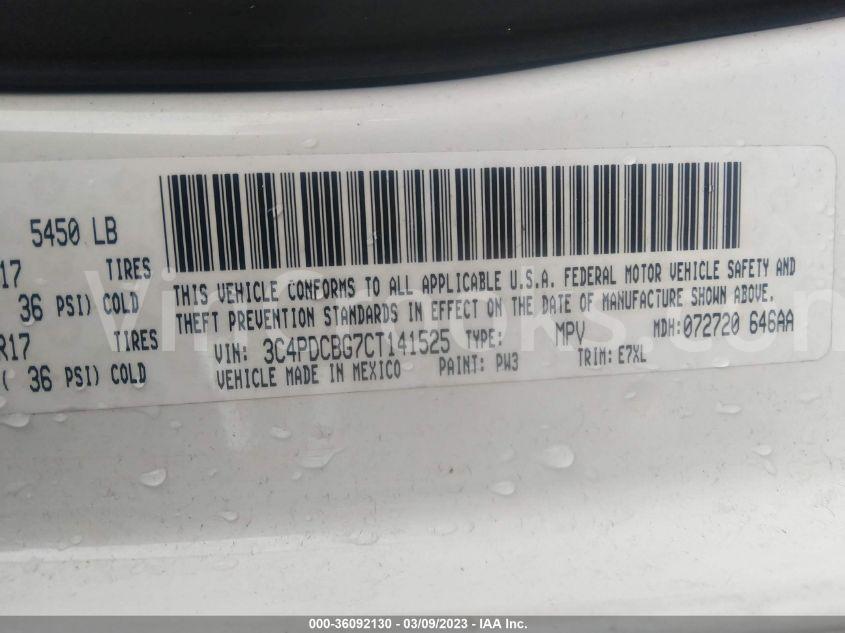 5450 LB
17 TIRES
36 PSI) COLD
R17 TIRES
( 36 PSI) COLD
THIS VEHICLE CONFORMS TO ALL APPLICABLE U.S.A. FEDERAL MOTOR VEHICLE SAFETY AND
THEFT PREVENTION STANDARDS IN EFFECT ON THE DATE OF MANUFACTURE SHOWN ABOVE.
VIN: 3C4PDCBG7CT141525 TYPE: MPV MDH:072720 646AA
VEHICLE MADE IN MEXICO PAINT: PW3 TRIM: E7XL
000-36092130 - 03/09/2023 - IAA Inc.